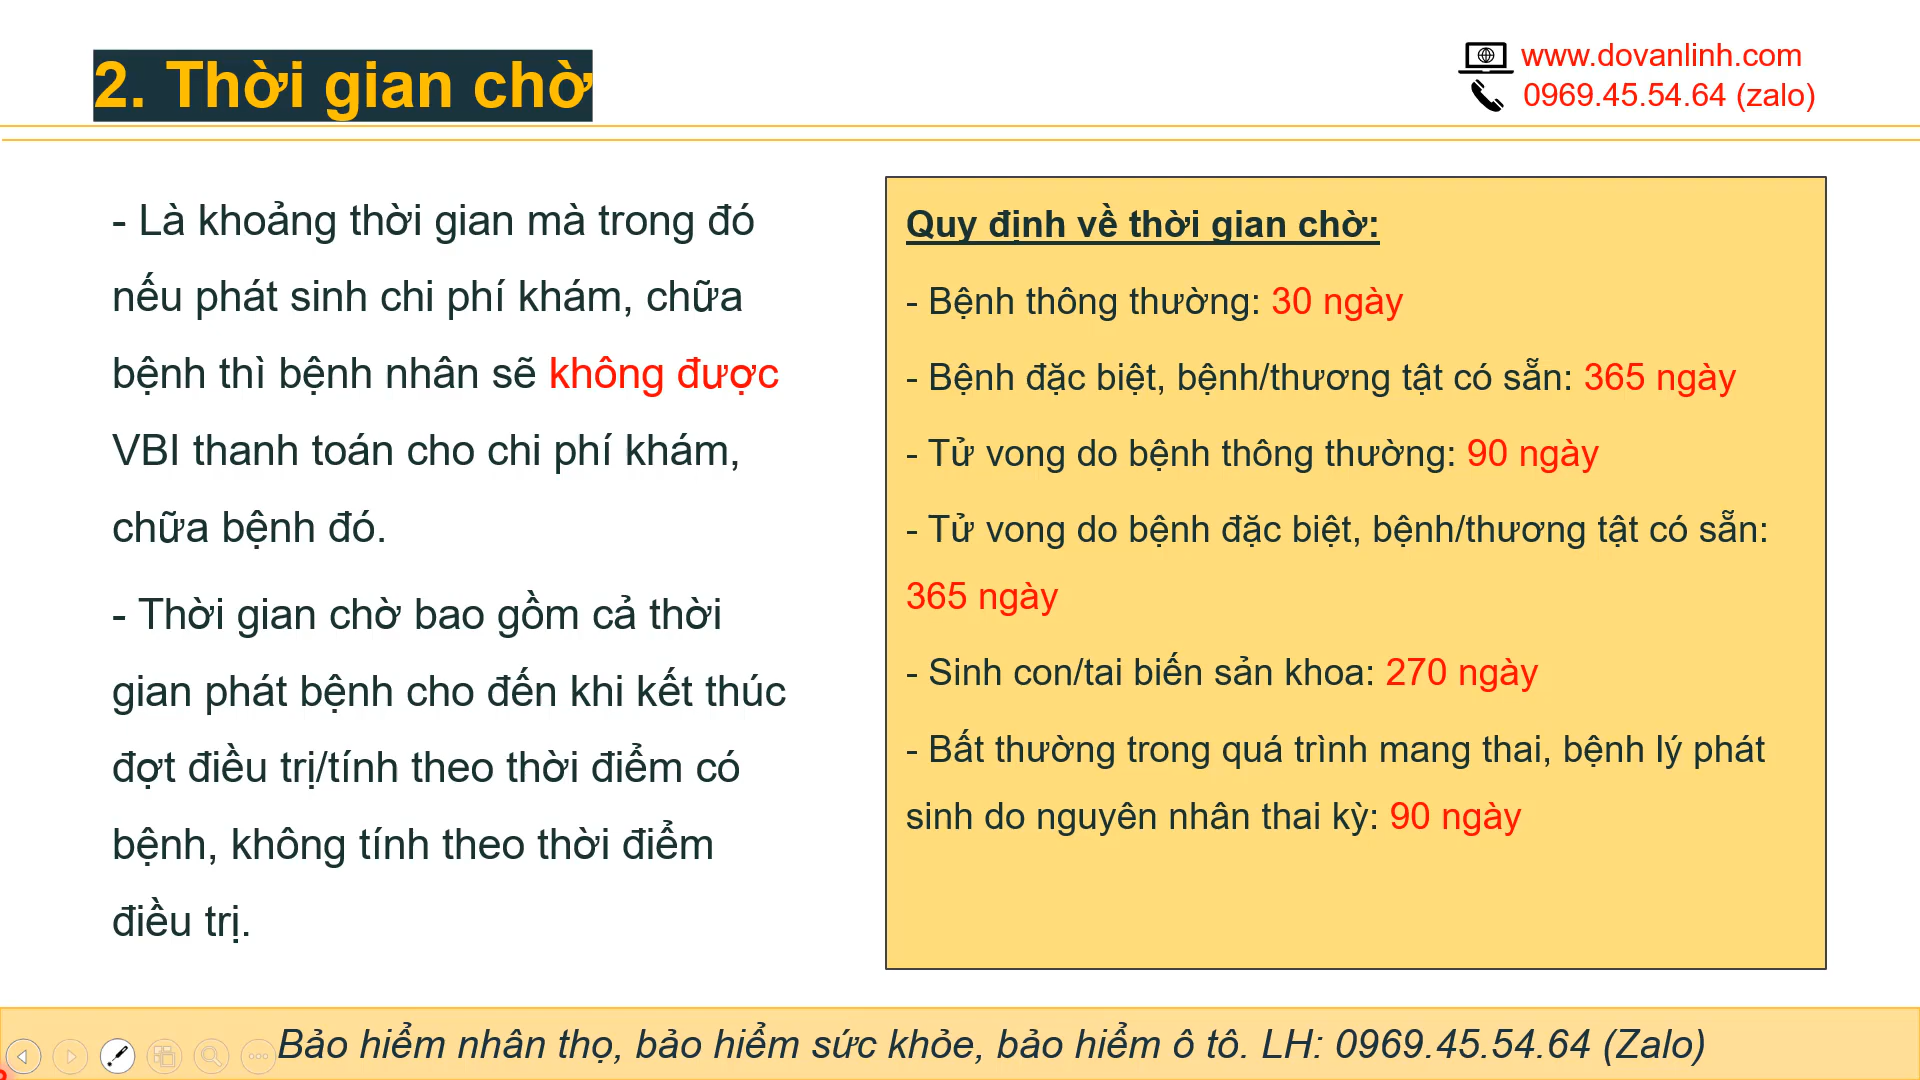 2. Thời gian chờ
www.dovanlinh.com
0969.45.54.64 (zalo)
- Là khoảng thời gian mà trong đó
nếu phát sinh chi phí khám, chữa
bệnh thì bệnh nhân sẽ không được
VBI thanh toán cho chi phí khám,
chữa bệnh đó.
- Thời gian chờ bao gồm cả thời
gian phát bệnh cho đến khi kết thúc
đợt điều trị/tính theo thời điểm có
bệnh, không tính theo thời điểm
điều trị.
Quy định về thời gian chờ:
- Bệnh thông thường: 30 ngày
- Bệnh đặc biệt, bệnh/thương tật có sẵn: 365 ngày
- Tử vong do bệnh thông thường: 90 ngày
- Tử vong do bệnh đặc biệt, bệnh/thương tật có sẵn:
365 ngày
- Sinh con/tai biến sản khoa: 270 ngày
- Bất thường trong quá trình mang thai, bệnh lý phát
sinh do nguyên nhân thai kỳ: 90 ngày
Bảo hiểm nhân thọ, bảo hiểm sức khỏe, bảo hiểm ô tô. LH: 0969.45.54.64 (Zalo)